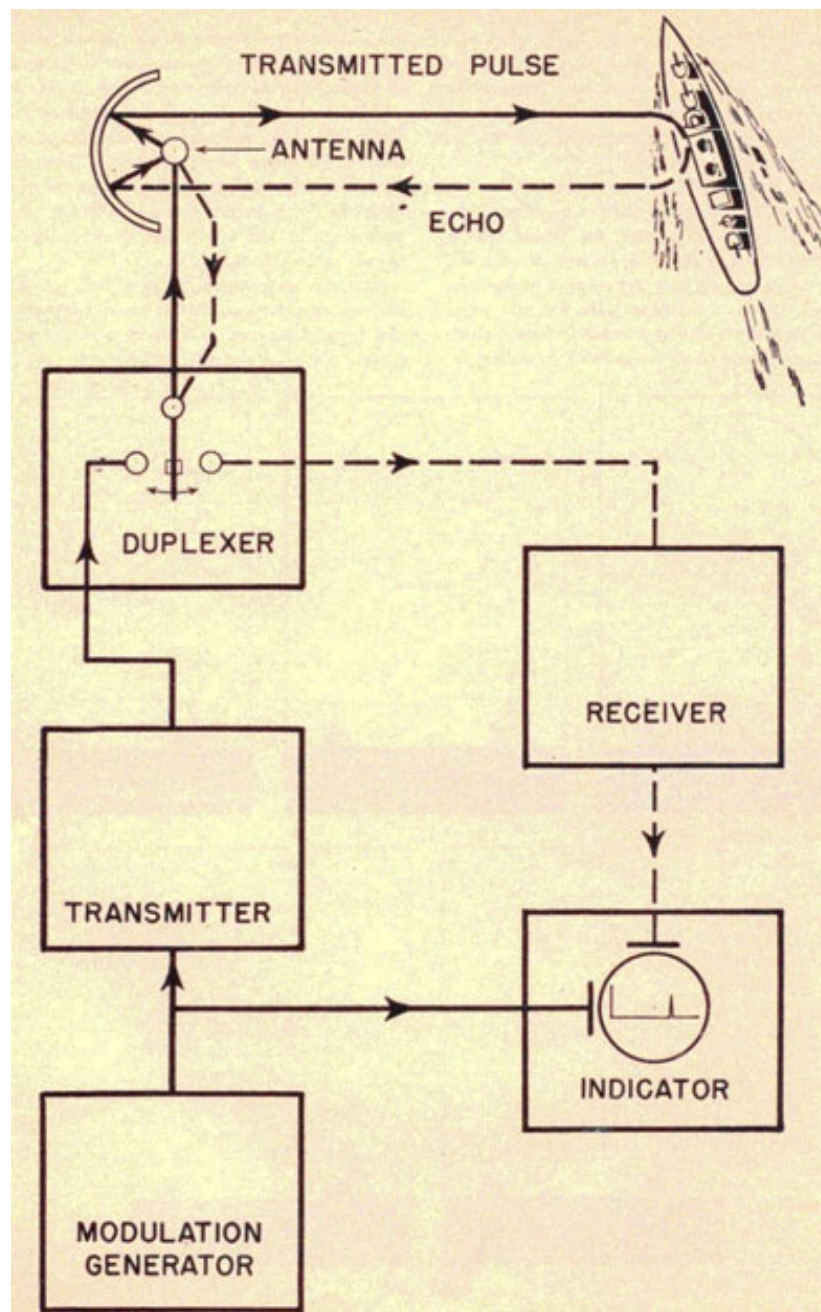 TRANSMITTED PULSE
ANTENNA
ECHO
DUPLEXER
RECEIVER
TRANSMITTER
INDICATOR
MODULATION
GENERATOR